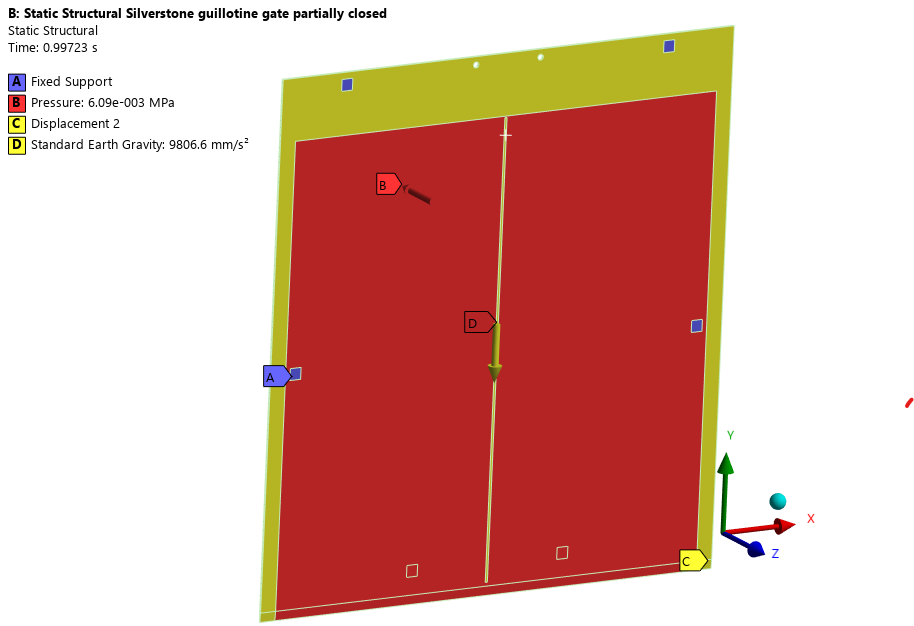 B: Static Structural Silverstone guillotine gate partially closed
Static Structural
Time: 0.99723 s
A Fixed Support
B Pressure: 6.09e-003 MPa
C Displacement 2
D Standard Earth Gravity: 9806.6 mm/s²
B
D
A
C
Y
X
Z